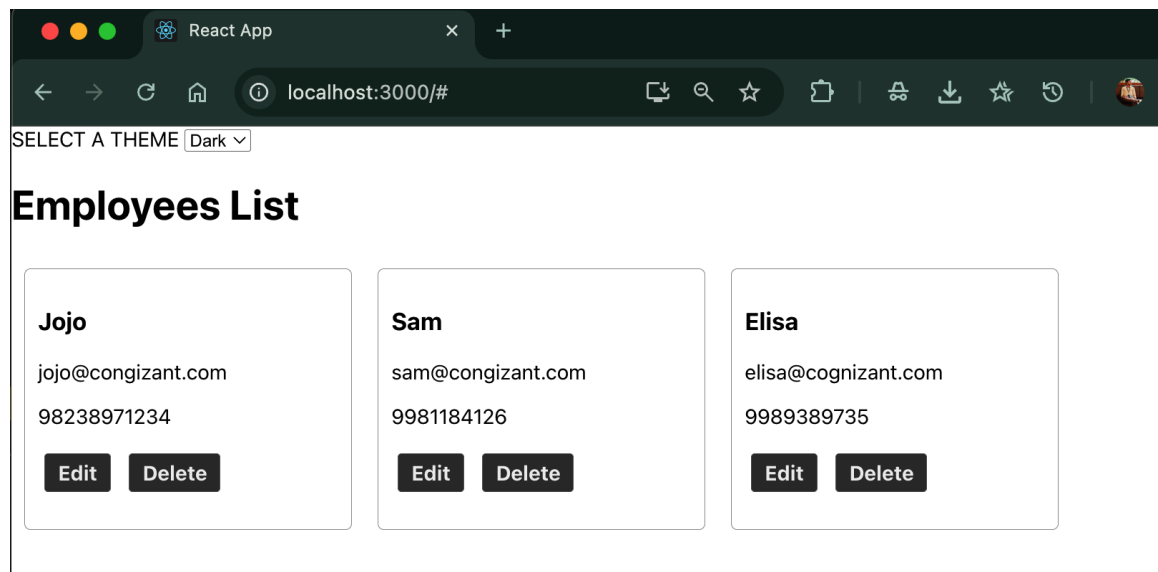 React App
localhost:3000/#
SELECT A THEME Dark
Employees List
Jojo
jojo@congizant.com
98238971234
Edit Delete
Sam
sam@congizant.com
9981184126
Edit Delete
Elisa
elisa@cognizant.com
9989389735
Edit Delete